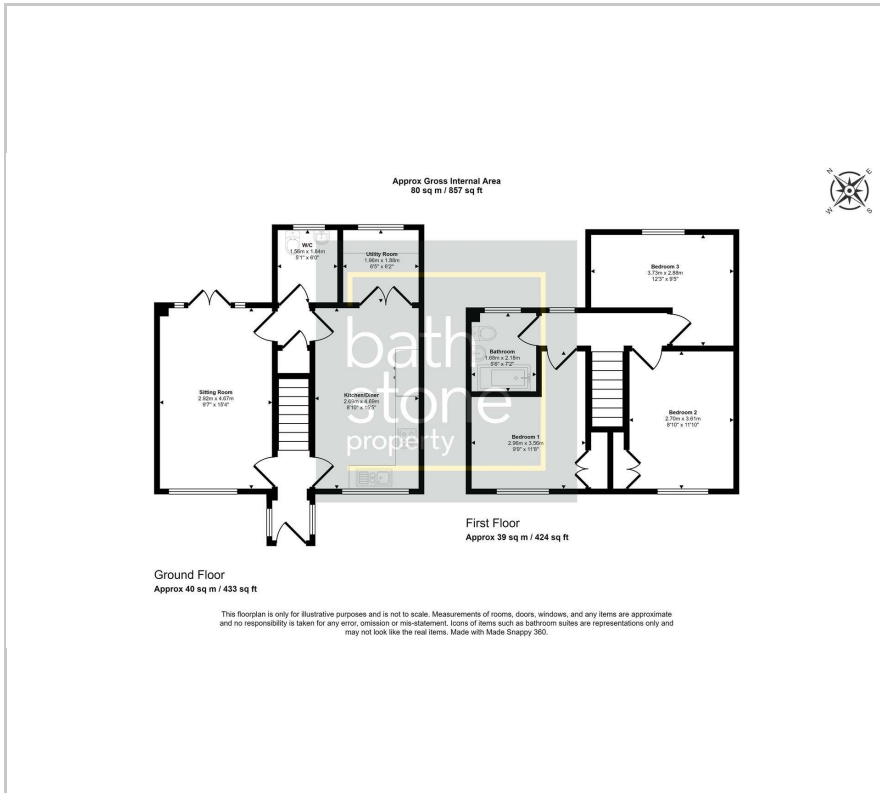 Approx Gross Internal Area
80 sq m / 857 sq ft
N
E
W
S
W/C
1.56m x 1.84m
5'1" x 6'0"
Utility Room
1.96m x 1.88m
6'5" x 6'2"
Sitting Room
2.92m x 4.67m
9'7" x 15'4"
Kitchen/Diner
2.69m x 4.69m
8'10" x 15'5"
bath
stone
property
Bedroom 3
3.73m x 2.88m
12'3" x 9'5"
Bathroom
1.68m x 2.18m
5'6" x 7'2"
Bedroom 1
2.96m x 3.56m
9'9" x 11'8"
Bedroom 2
2.70m x 3.61m
8'10" x 11'10"
First Floor
Approx 39 sq m / 424 sq ft
Ground Floor
Approx 40 sq m / 433 sq ft
This floorplan is only for illustrative purposes and is not to scale. Measurements of rooms, doors, windows, and any items are approximate
and no responsibility is taken for any error, omission or mis-statement. Icons of items such as bathroom suites are representations only and
may not look like the real items. Made with Made Snappy 360.